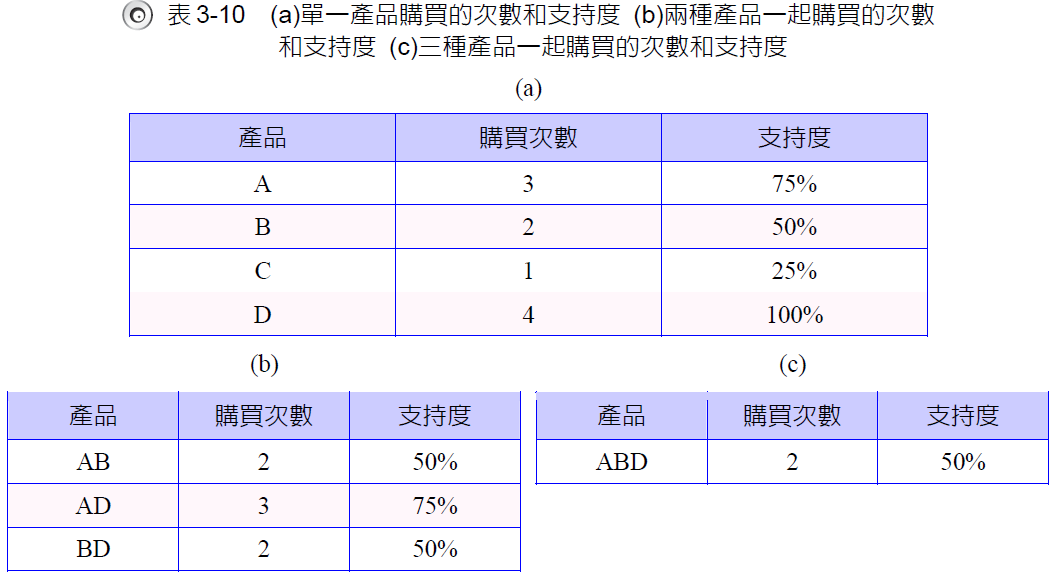 表 3-10 (a)單一產品購買的次數和支持度 (b)兩種產品一起購買的次數
和支持度 (c)三種產品一起購買的次數和支持度
(a)
產品 購買次數 支持度
A 3 75%
B 2 50%
C 1 25%
D 4 100%
(b)
產品 購買次數 支持度
AB 2 50%
AD 3 75%
BD 2 50%
(c)
產品 購買次數 支持度
ABD 2 50%